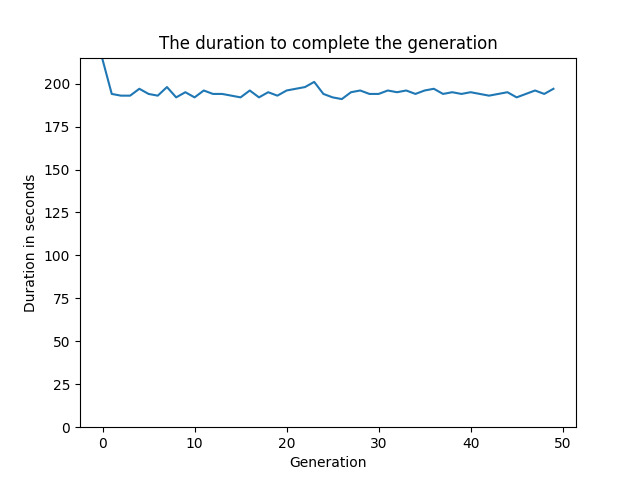 The duration to complete the generation
Duration in seconds
200
175
150
125
100
75
50
25
0
0 10 20 30 40 50
Generation